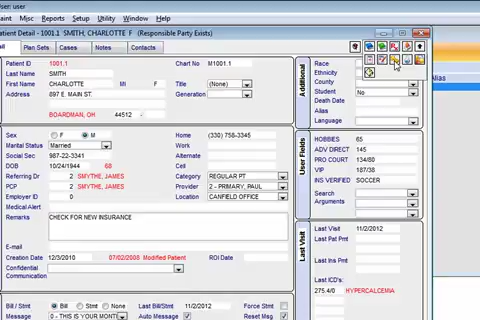 User: user
aint Misc Reports Setup Utility Window Help
atient Detail - 1001.1 SMITH, CHARLOTTE F (Responsible Party Exists)
ail Plan Sets Cases Notes Contacts
Alias
Patient ID 1001.1 Chart No M1001.1
Last Name SMITH
First Name CHARLOTTE MI F Title (None)
Address 897 E. MAIN ST. Generation
BOARDMAN, OH 44512 -
Additional
Race
Ethnicity
County
Student No
Death Date
Alias
Language
Sex F M
Marital Status Married
Social Sec 987-22-3341
DOB 10/24/1944 68
Referring Dr 2 SMYTHE, JAMES
PCP 2 SMYTHE, JAMES
Employer ID 0
Medical Alert
Remarks CHECK FOR NEW INSURANCE
Home (330) 758-3345
Work
Alternate
Cell
Category REGULAR PT
Provider 2 - PRIMARY, PAUL
Location CANFIELD OFFICE
User Fields
HOBBIES 65
ADV DIRECT 145
PRO COURT 134/80
VIP 187/38
INS VERIFIED SOCCER
Search
Arguments
E-mail
Creation Date 12/3/2010 07/02/2008 Modified Patient ROI Date
Confidential
Communication
Last Visit
Last Visit 11/2/2012
Last Pat Pmt
Last Ins Pmt
Last ICD's:
275.4/0 HYPERCALCEMIA
Bill / Stmt Bill Stmt None Last Bill/Stmt 11/2/2012 Force Stmt
Message 0 - THIS IS YOUR MONT Auto Message Reset Msg